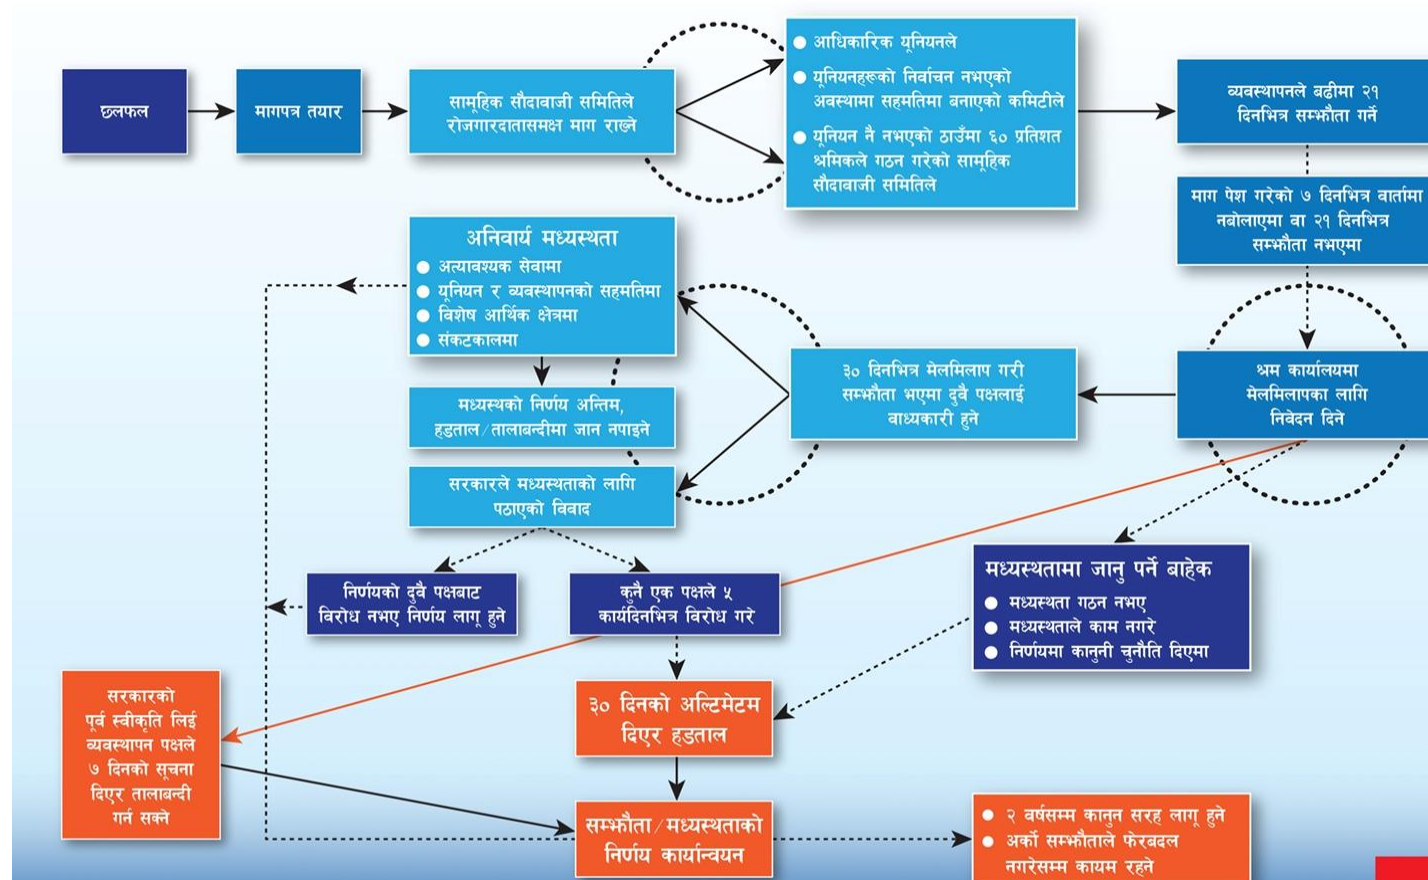 छलफल
मागपत्र तयार
सामूहिक सौदाबाजी समितिले
रोजगारदातासमक्ष माग राख्ने
आधिकारिक यूनियनले
यूनियनहरूको निर्वाचन नभएको
अवस्थामा सहमतिमा बनाएको कमिटीले
यूनियन नै नभएको ठाउँमा ६० प्रतिशत
श्रमिकले गठन गरेको सामूहिक
सौदाबाजी समितिले
व्यवस्थापनले बढीमा २१
दिनभित्र सम्झौता गर्ने
माग पेश गरेको ७ दिनभित्र वार्तामा
नबोलाएमा वा २१ दिनभित्र
सम्झौता नभएमा
श्रम कार्यालयमा
मेलमिलापका लागि
निवेदन दिने
३० दिनभित्र मेलमिलाप गरी
सम्झौता भएमा दुवै पक्षलाई
वाध्यकारी हुने
अनिवार्य मध्यस्थता
अत्यावश्यक सेवामा
यूनियन र व्यवस्थापनको सहमतिमा
विशेष आर्थिक क्षेत्रमा
संकटकालमा
मध्यस्थको निर्णय अन्तिम,
हडताल/तालाबन्दीमा जान नपाइने
सरकारले मध्यस्थताको लागि
पठाएको विवाद
निर्णयको दुवै पक्षबाट
विरोध नभए निर्णय लागू हुने
कुनै एक पक्षले ५
कार्यदिनभित्र विरोध गरे
मध्यस्थतामा जानु पर्ने बाहेक
मध्यस्थता गठन नभए
मध्यस्थताले काम नगरे
निर्णयमा कानुनी चुनौति दिएमा
सरकारको
पूर्व स्वीकृति लिई
व्यवस्थापन पक्षले
७ दिनको सूचना
दिएर तालाबन्दी
गर्न सक्ने
३० दिनको अल्टिमेटम
दिएर हडताल
सम्झौता/मध्यस्थताको
निर्णय कार्यान्वयन
२ वर्षसम्म कानुन सरह लागू हुने
अर्को सम्झौताले फेरबदल
नगरेसम्म कायम रहने